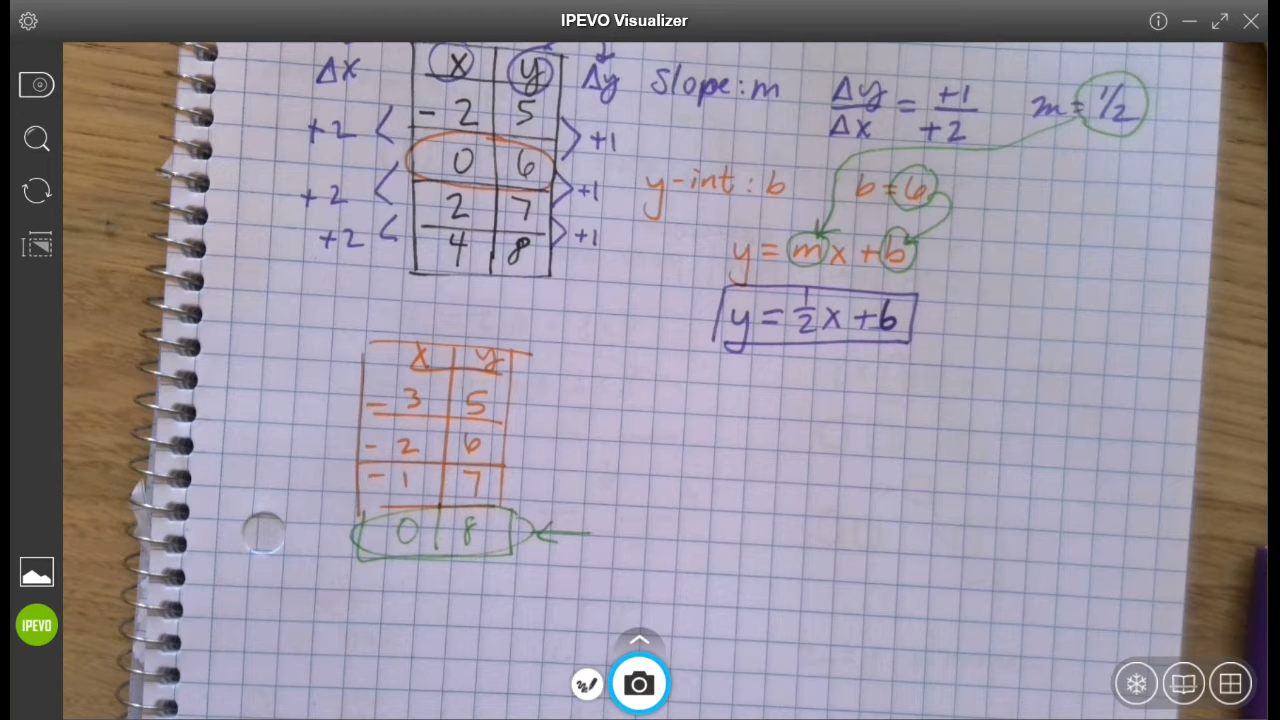 IPEVO Visualizer
Δx x y Δy Slope: m Δy/Δx = +1/+2 m = 1/2
-2 5
+2 +1
0 6
y-int: b b = 6
+2 +1
2 7
+2 +1
4 8
y = mx + b
y = 1/2 x + 6
x y
-3 5
-2 6
-1 7
0 8
IPEVO